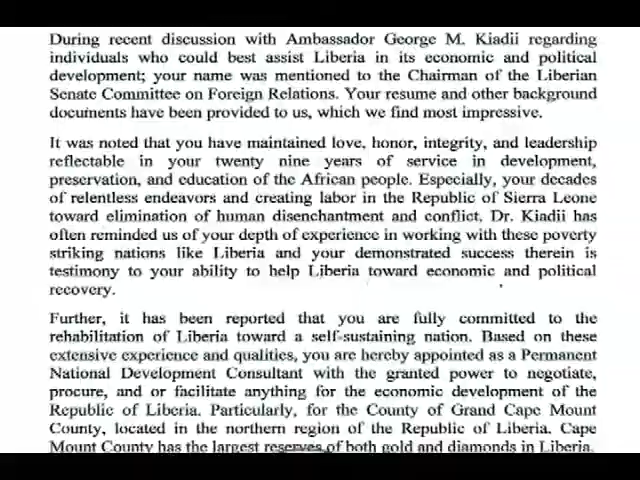 During recent discussion with Ambassador George M. Kiadii regarding
individuals who could best assist Liberia in its economic and political
development; your name was mentioned to the Chairman of the Liberian
Senate Committee on Foreign Relations. Your resume and other background
documents have been provided to us, which we find most impressive.
It was noted that you have maintained love, honor, integrity, and leadership
reflectable in your twenty nine years of service in development,
preservation, and education of the African people. Especially, your decades
of relentless endeavors and creating labor in the Republic of Sierra Leone
toward elimination of human disenchantment and conflict. Dr. Kiadii has
often reminded us of your depth of experience in working with these poverty
striking nations like Liberia and your demonstrated success therein is
testimony to your ability to help Liberia toward economic and political
recovery.
Further, it has been reported that you are fully committed to the
rehabilitation of Liberia toward a self-sustaining nation. Based on these
extensive experience and qualities, you are hereby appointed as a Permanent
National Development Consultant with the granted power to negotiate,
procure, and or facilitate anything for the economic development of the
Republic of Liberia. Particularly, for the County of Grand Cape Mount
County, located in the northern region of the Republic of Liberia. Cape
Mount County has the largest reserves of both gold and diamonds in Liberia.